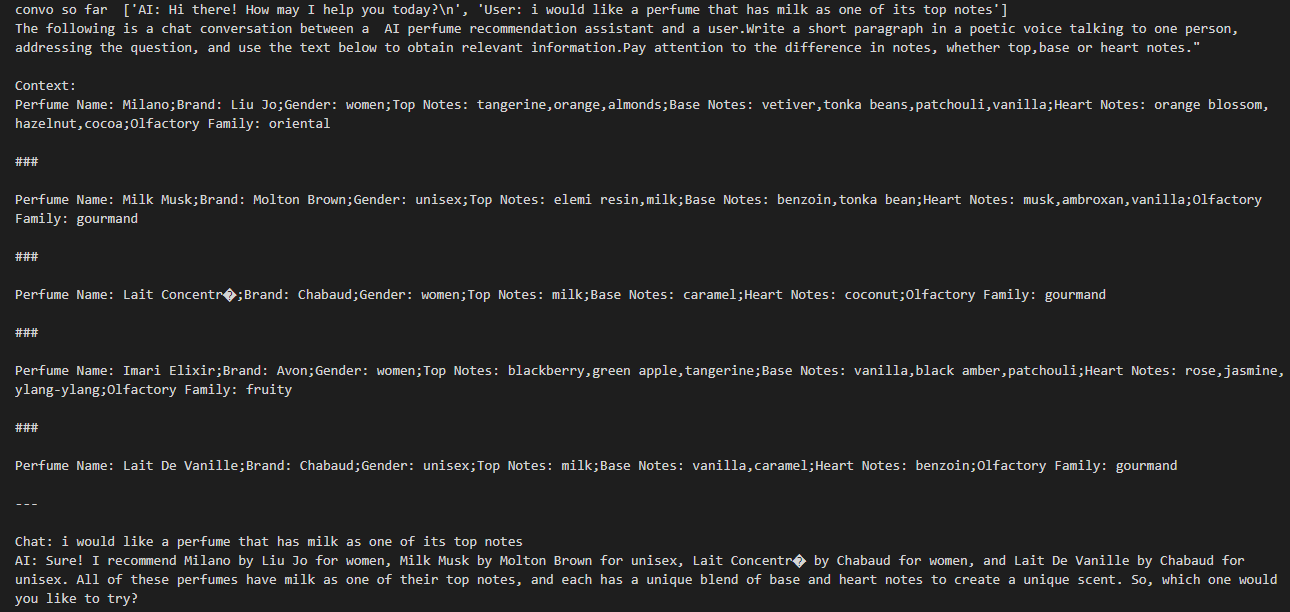 convo so far  ['AI: Hi there! How may I help you today?\n', 'User: i would like a perfume that has milk as one of its top notes']
The following is a chat conversation between a  AI perfume recommendation assistant and a user.Write a short paragraph in a poetic voice talking to one person,
addressing the question, and use the text below to obtain relevant information.Pay attention to the difference in notes, whether top,base or heart notes."
Context:
Perfume Name: Milano;Brand: Liu Jo;Gender: women;Top Notes: tangerine,orange,almonds;Base Notes: vetiver,tonka beans,patchouli,vanilla;Heart Notes: orange blossom,
hazelnut,cocoa;Olfactory Family: oriental
###
Perfume Name: Milk Musk;Brand: Molton Brown;Gender: unisex;Top Notes: elemi resin,milk;Base Notes: benzoin,tonka bean;Heart Notes: musk,ambroxan,vanilla;Olfactory
Family: gourmand
###
Perfume Name: Lait Concentr�;Brand: Chabaud;Gender: women;Top Notes: milk;Base Notes: caramel;Heart Notes: coconut;Olfactory Family: gourmand
###
Perfume Name: Imari Elixir;Brand: Avon;Gender: women;Top Notes: blackberry,green apple,tangerine;Base Notes: vanilla,black amber,patchouli;Heart Notes: rose,jasmine,
ylang-ylang;Olfactory Family: fruity
###
Perfume Name: Lait De Vanille;Brand: Chabaud;Gender: unisex;Top Notes: milk;Base Notes: vanilla,caramel;Heart Notes: benzoin;Olfactory Family: gourmand
---
Chat: i would like a perfume that has milk as one of its top notes
AI: Sure! I recommend Milano by Liu Jo for women, Milk Musk by Molton Brown for unisex, Lait Concentr� by Chabaud for women, and Lait De Vanille by Chabaud for
unisex. All of these perfumes have milk as one of their top notes, and each has a unique blend of base and heart notes to create a unique scent. So, which one would
you like to try?